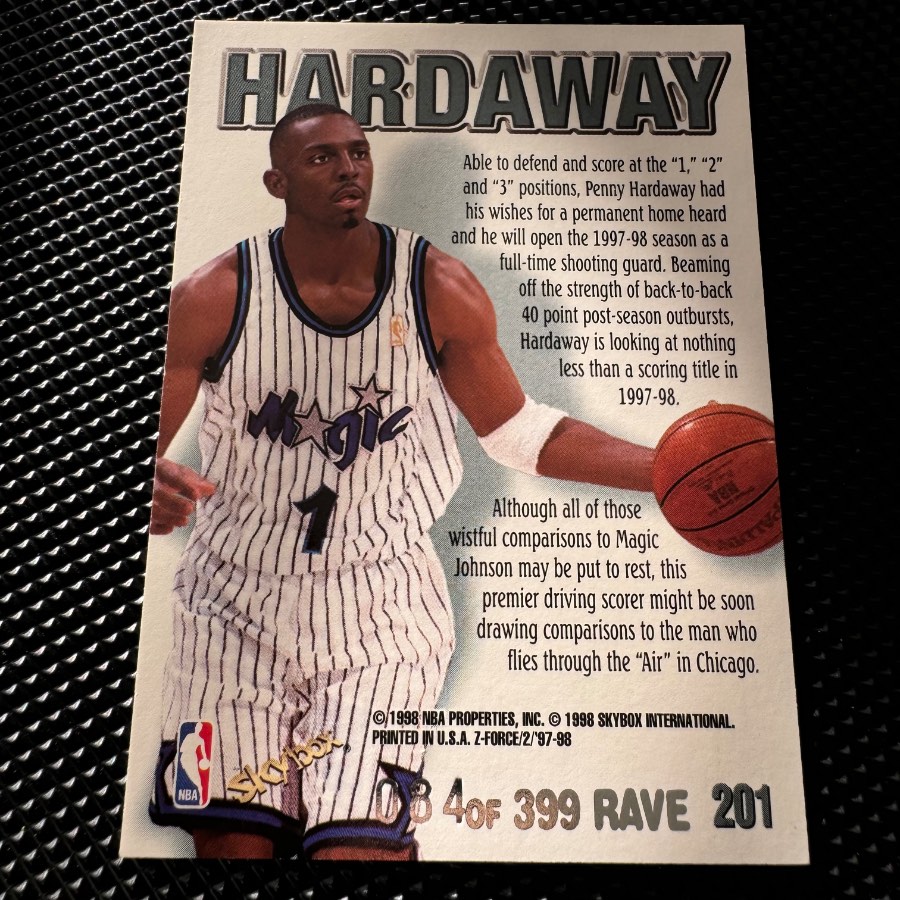 HARDAWAY
Able to defend and score at the “1,” “2”
and “3” positions, Penny Hardaway had
his wishes for a permanent home heard
and he will open the 1997-98 season as a
full-time shooting guard. Beaming
off the strength of back-to-back
40 point post-season outbursts,
Hardaway is looking at nothing
less than a scoring title in
1997-98.
Magic
1
Although all of those
wistful comparisons to Magic
Johnson may be put to rest, this
premier driving scorer might be soon
drawing comparisons to the man who
flies through the “Air” in Chicago.
© 1998 NBA PROPERTIES, INC. © 1998 SKYBOX INTERNATIONAL.
PRINTED IN U.S.A. Z-FORCE/2/'97-98
NBA
SKYBOX
084 OF 399 RAVE 201